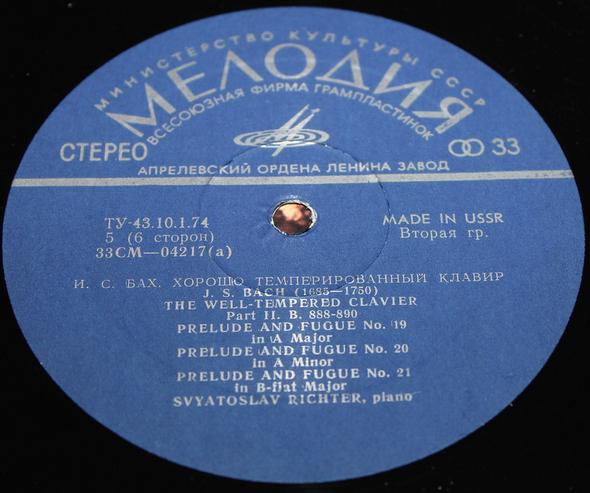 МИНИСТЕРСТВО КУЛЬТУРЫ СССР
МЕЛОДИЯ
ВСЕСОЮЗНАЯ ФИРМА ГРАМПЛАСТИНОК
СТЕРЕО
33
АПРЕЛЕВСКИЙ ОРДЕНА ЛЕНИНА ЗАВОД
ТУ-43.10.1.74
5 (6 сторон)
33СМ—04217(а)
MADE IN USSR
Вторая гр.
И. С. БАХ. ХОРОШО ТЕМПЕРИРОВАННЫЙ КЛАВИР
J. S. BACH (1685—1750)
THE WELL-TEMPERED CLAVIER
Part II. B. 888-890
PRELUDE AND FUGUE No. 19
in A Major
PRELUDE AND FUGUE No. 20
in A Minor
PRELUDE AND FUGUE No. 21
in B-flat Major
SVYATOSLAV RICHTER, piano